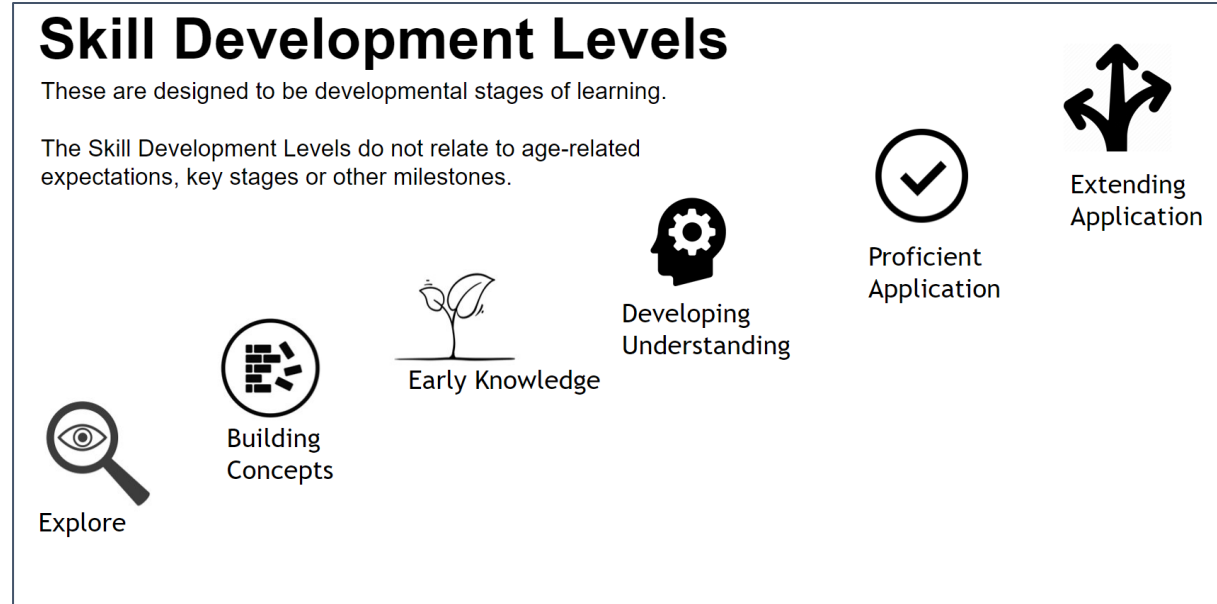 Skill Development Levels
These are designed to be developmental stages of learning.
The Skill Development Levels do not relate to age-related
expectations, key stages or other milestones.
Explore
Building
Concepts
Early Knowledge
Developing
Understanding
Proficient
Application
Extending
Application